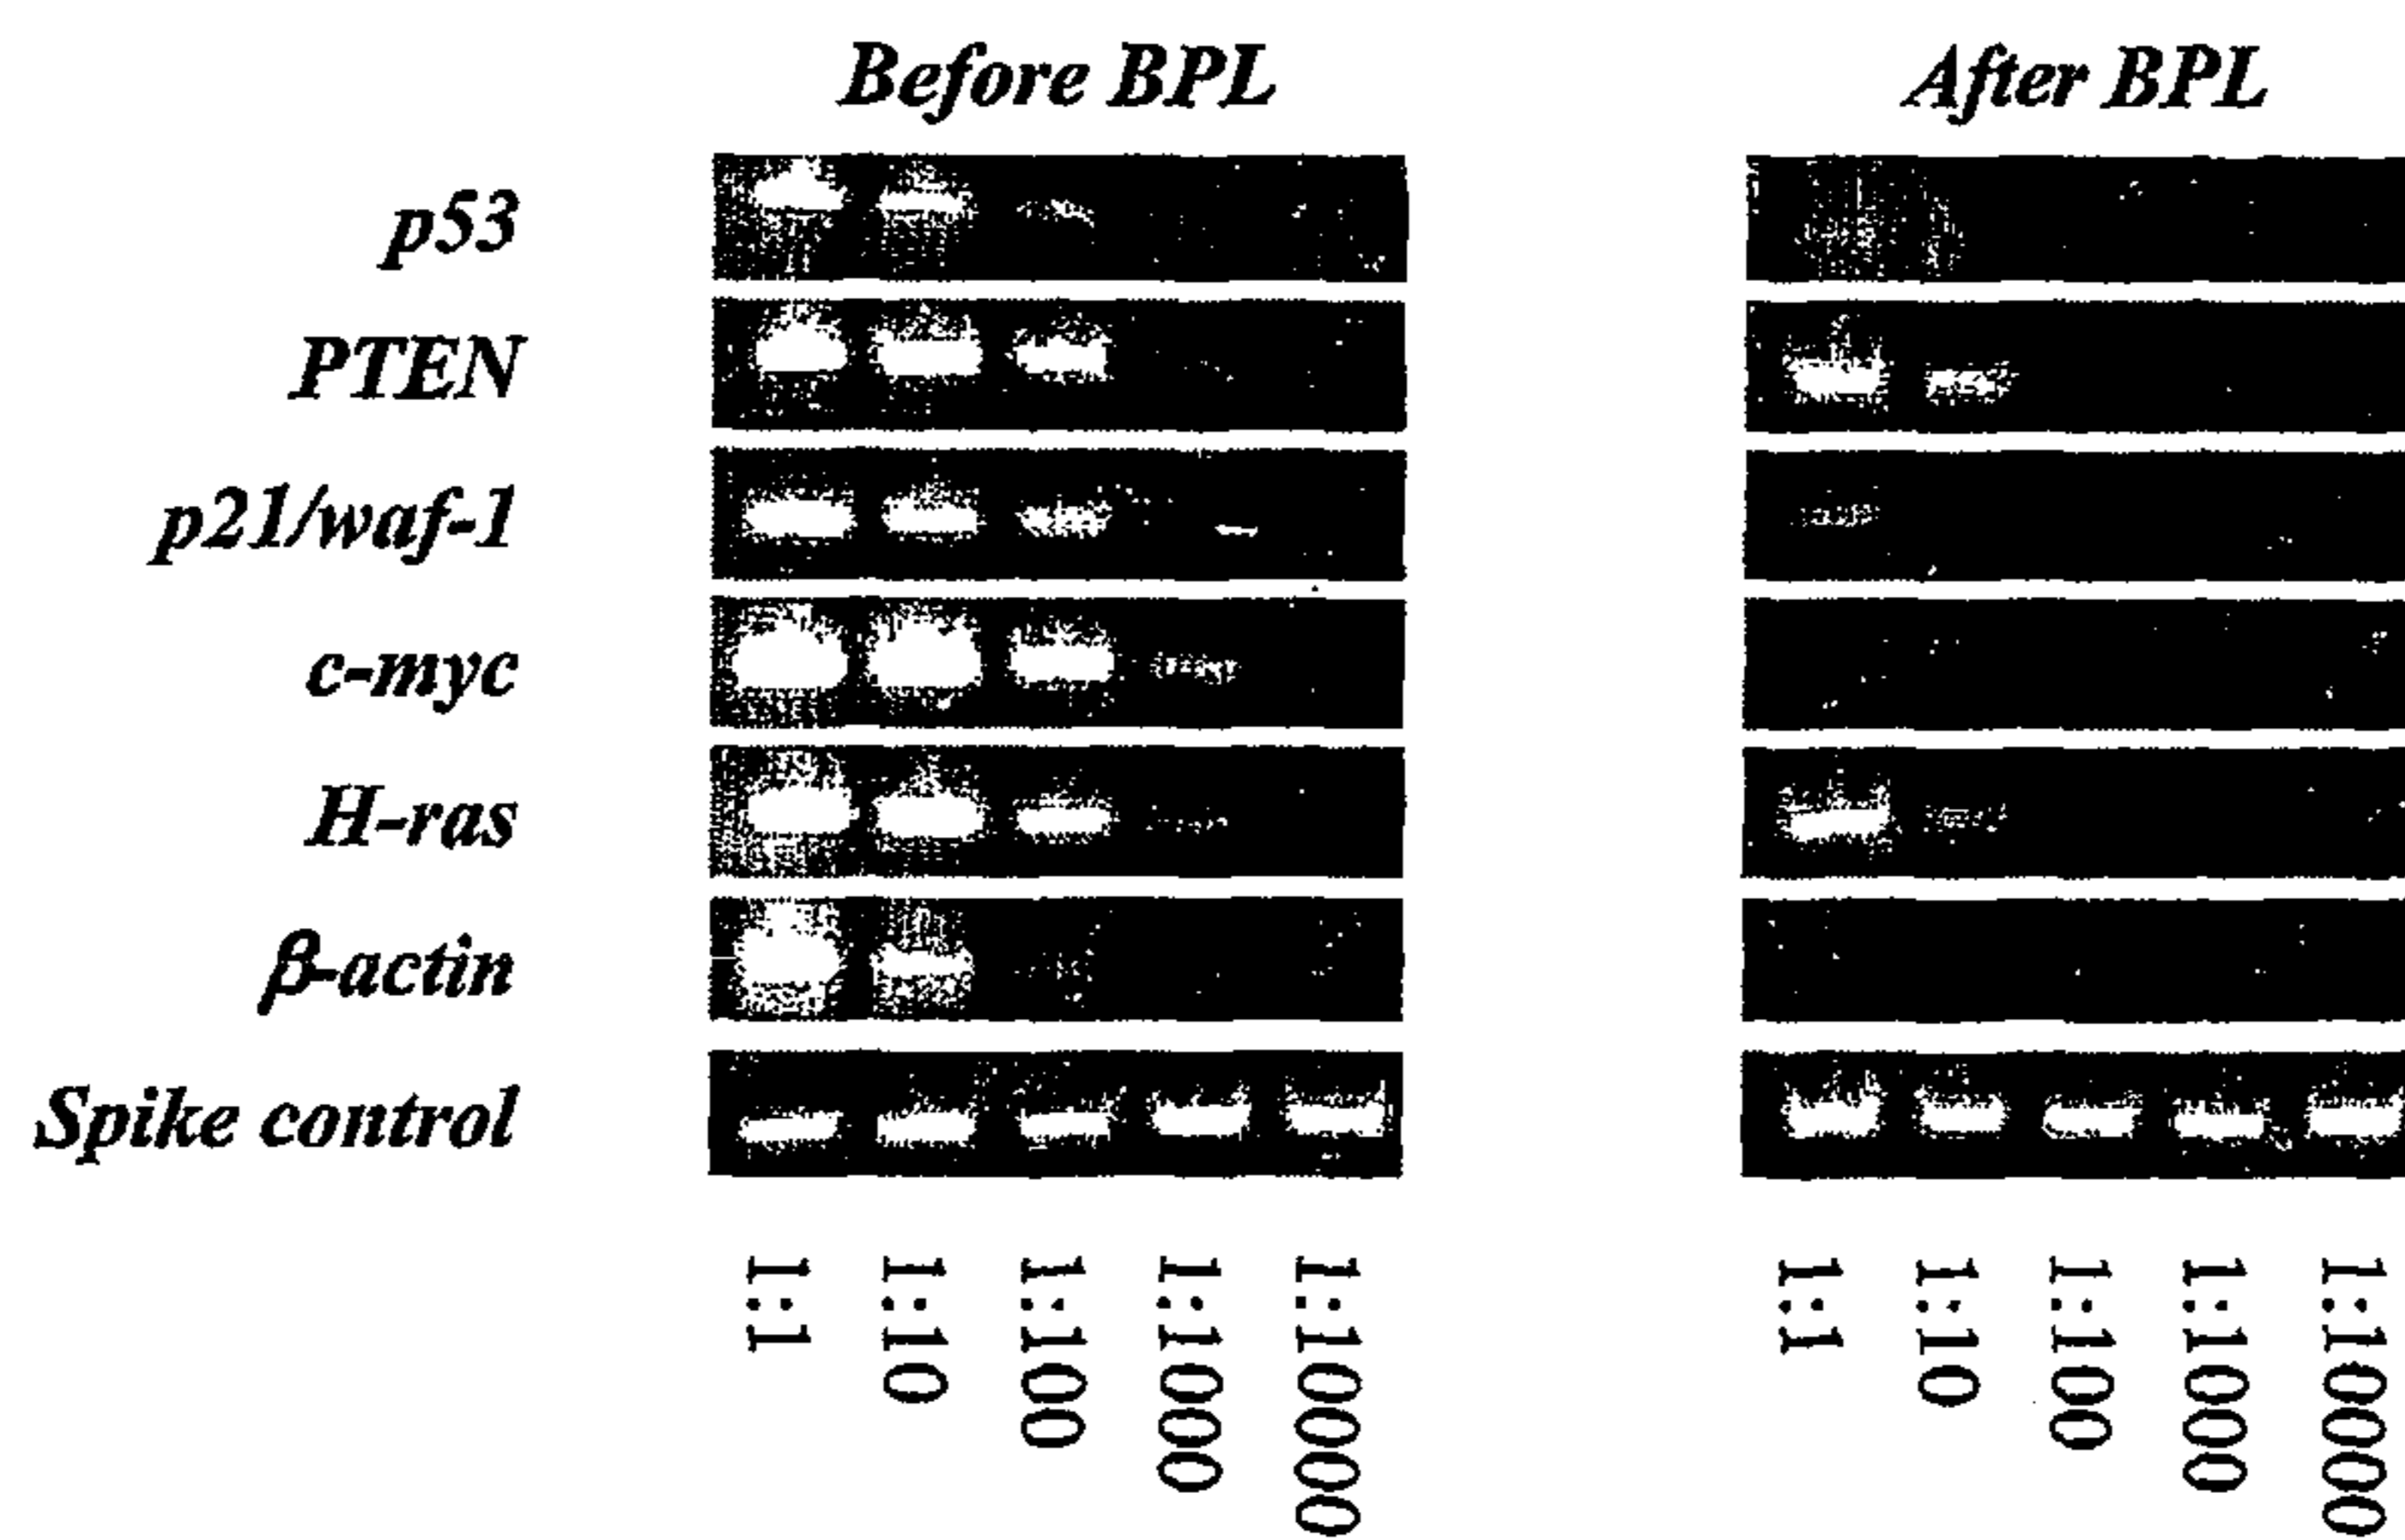 Before BPL
After BPL
p53
PTEN
p21/waf-1
c-myc
H-ras
β-actin
Spike control
1:1
1:10
1:100
1:1000
1:10000
1:1
1:10
1:100
1:1000
1:10000